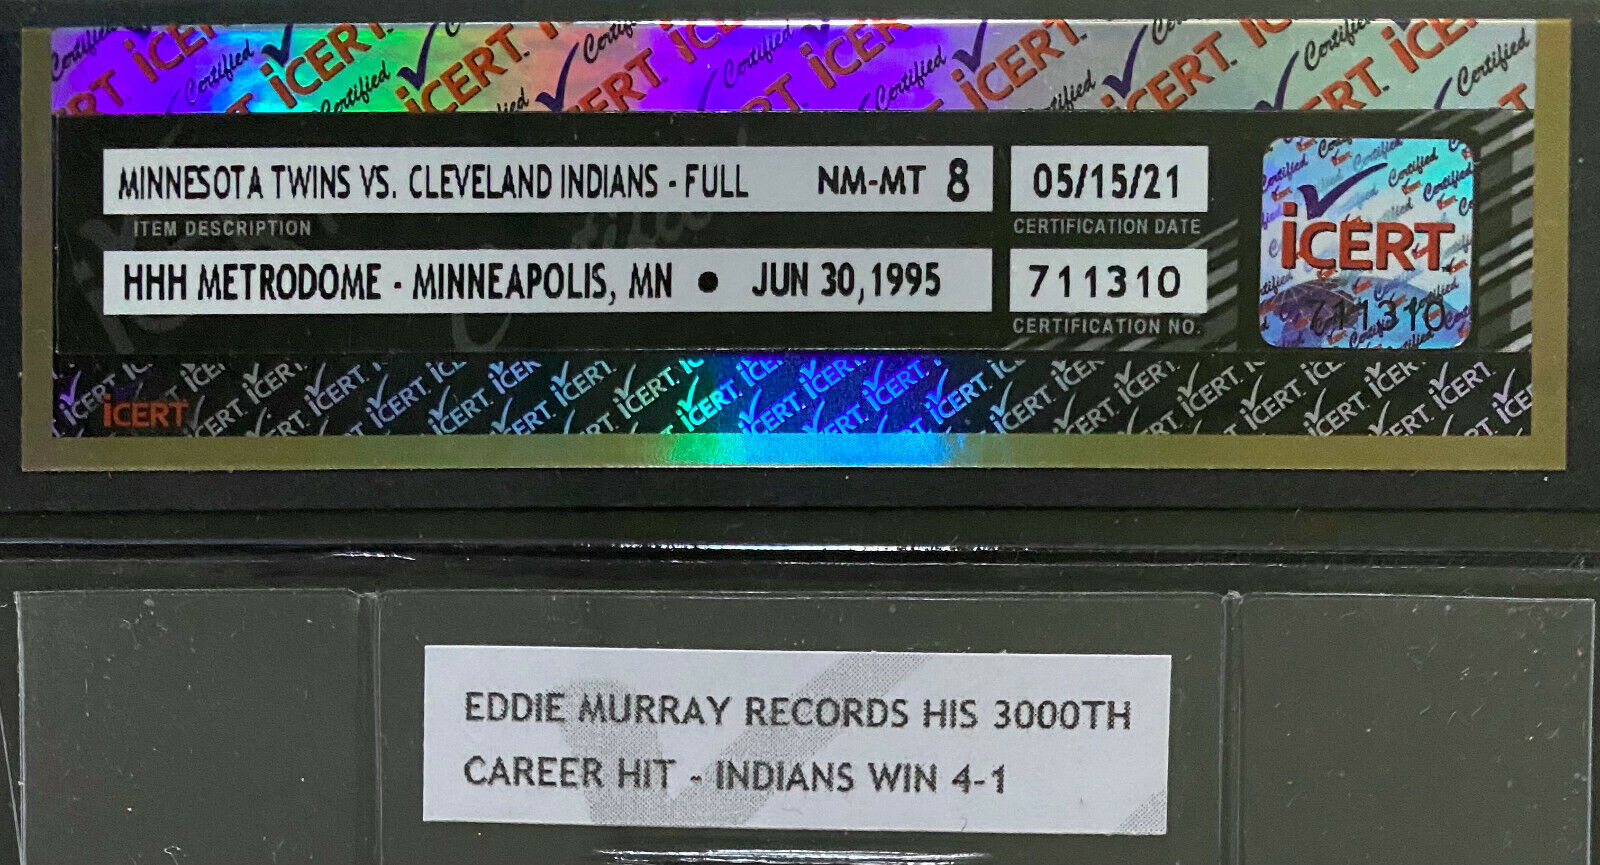 MINNESOTA TWINS VS. CLEVELAND INDIANS - FULL NM-MT 8 05/15/21
ITEM DESCRIPTION CERTIFICATION DATE
iCERT
HHH METRODOME - MINNEAPOLIS, MN ● JUN 30, 1995 711310
711310
CERTIFICATION NO.
iCERT
EDDIE MURRAY RECORDS HIS 3000TH
CAREER HIT - INDIANS WIN 4-1